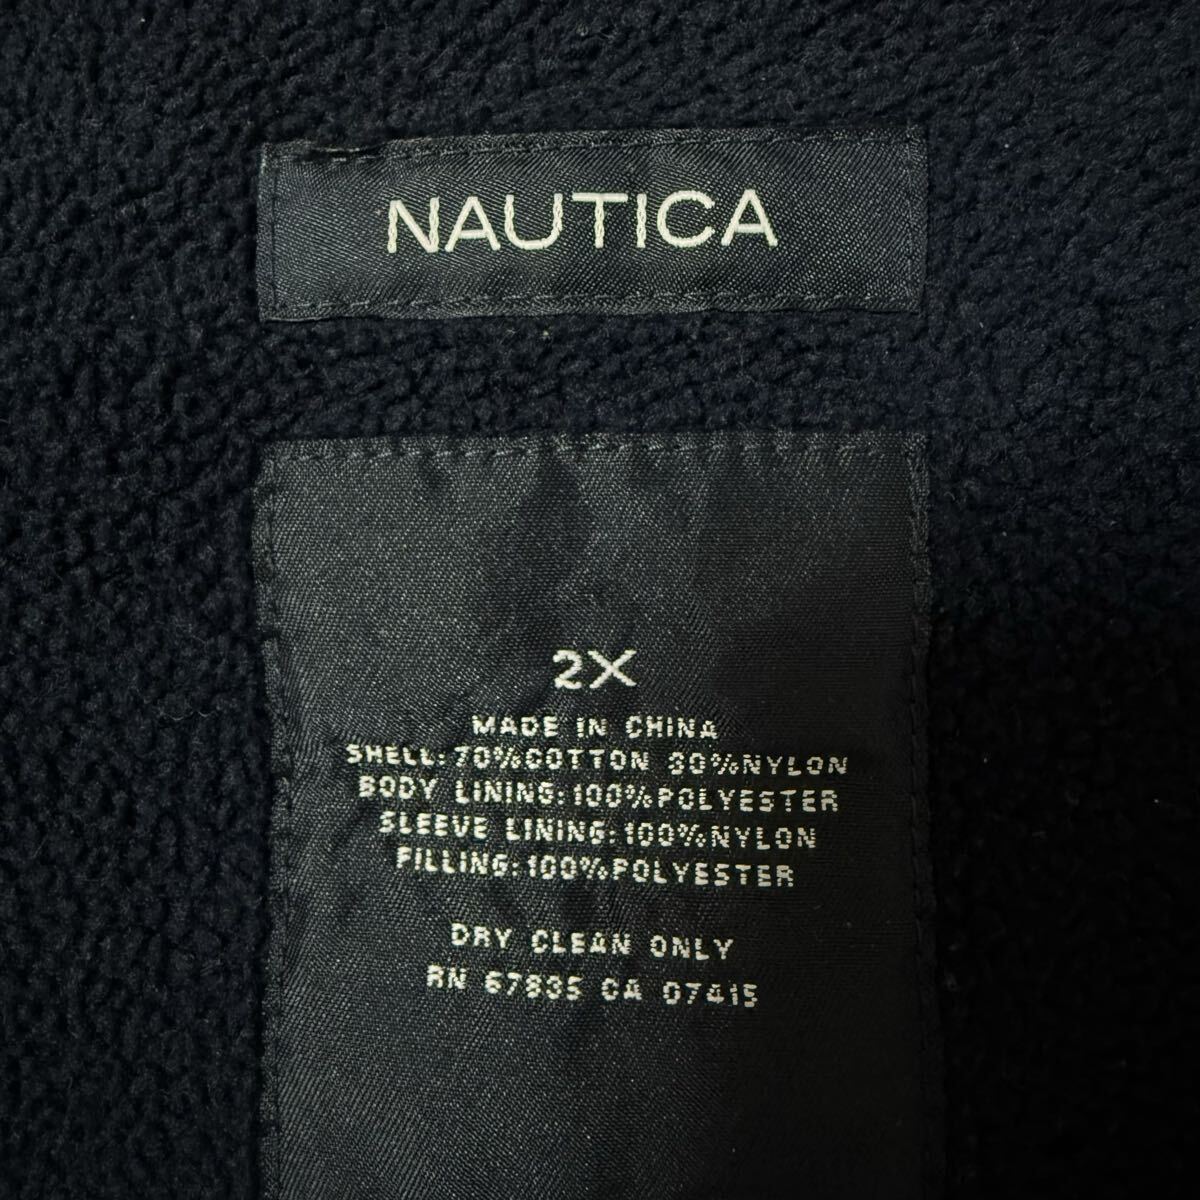 NAUTICA
2X
MADE IN CHINA
SHELL:70%COTTON 30%NYLON
BODY LINING:100%POLYESTER
SLEEVE LINING:100%NYLON
FILLING:100%POLYESTER
DRY CLEAN ONLY
RN 67835 CA 07415